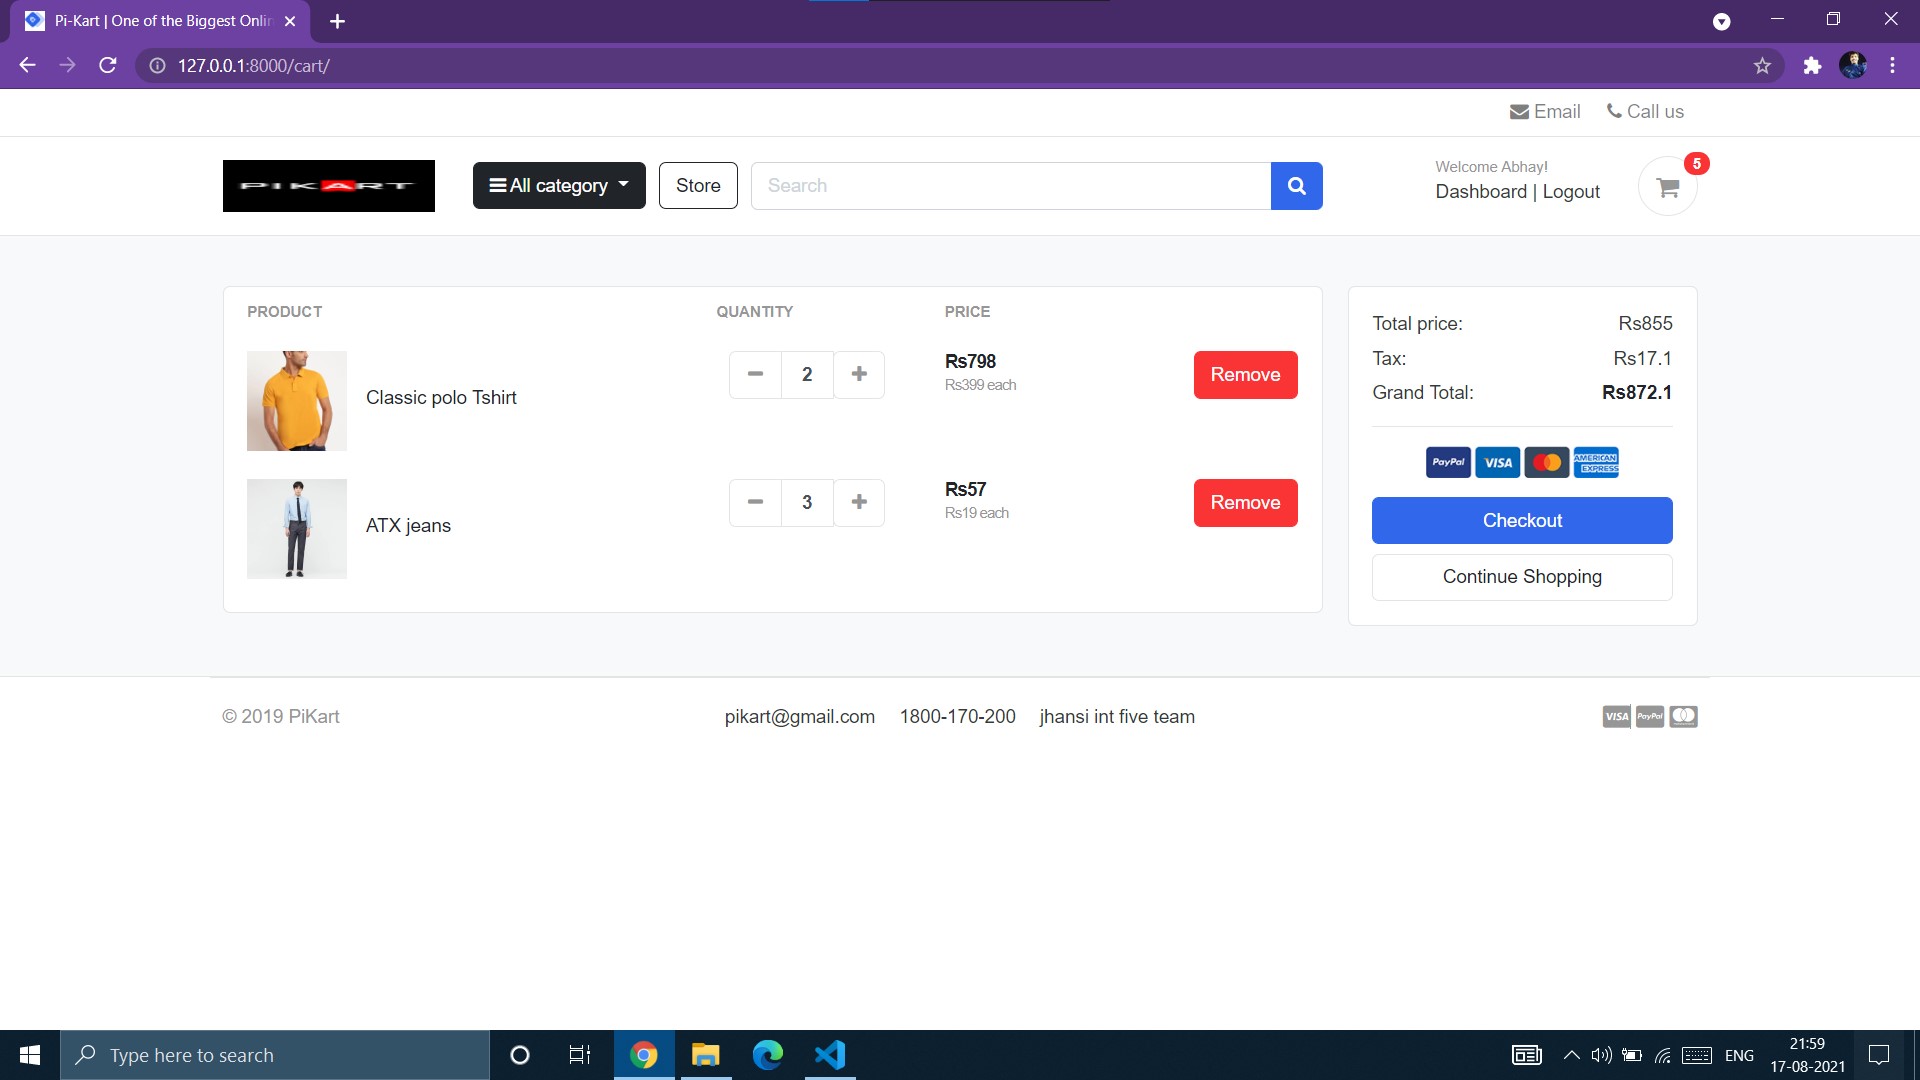 Pi-Kart | One of the Biggest Onlin
127.0.0.1:8000/cart/
Email Call us
PIKART
All category Store Search
Welcome Abhay!
Dashboard | Logout
5
PRODUCT QUANTITY PRICE
Classic polo Tshirt
2
Rs798
Rs399 each
Remove
ATX jeans
3
Rs57
Rs19 each
Remove
Total price: Rs855
Tax: Rs17.1
Grand Total: Rs872.1
PayPal VISA AMERICAN EXPRESS
Checkout
Continue Shopping
© 2019 PiKart
pikart@gmail.com 1800-170-200 jhansi int five team
VISA PayPal
Type here to search
ENG
21:59
17-08-2021